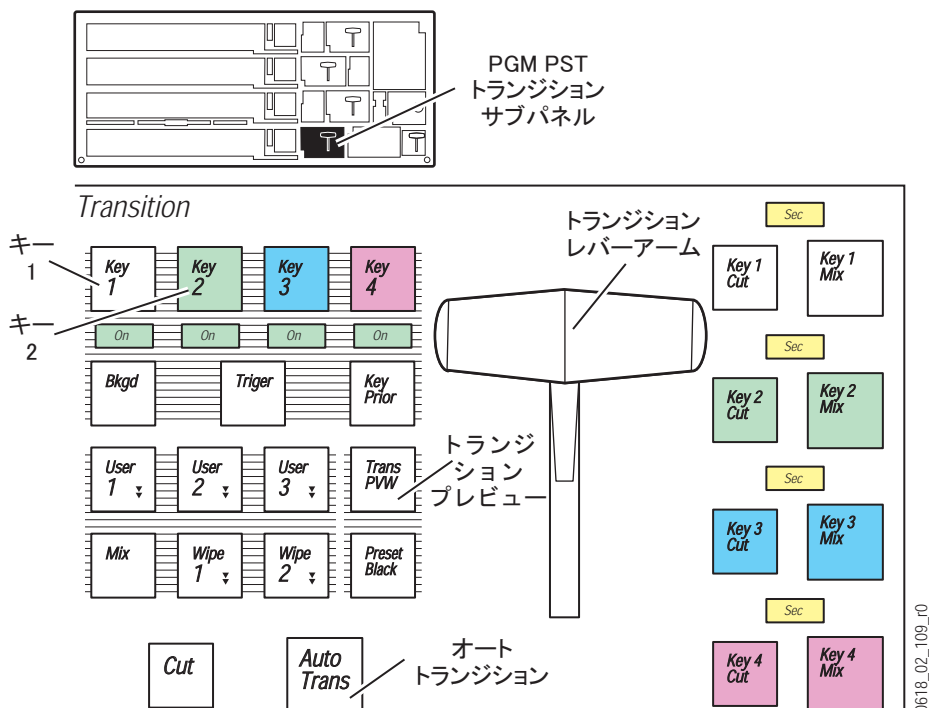 PGM PST
トランジション
サブパネル
Transition
キー
1
キー
2
Key
1
Key
2
Key
3
Key
4
On
On
On
On
Bkgd
Triger
Key
Prior
User
1
User
2
User
3
Trans
PVW
Mix
Wipe
1
Wipe
2
Preset
Black
Cut
Auto
Trans
トランジ
ション
プレビュー
オート
トランジション
トランジション
レバーアーム
Sec
Key 1
Cut
Key 1
Mix
Sec
Key 2
Cut
Key 2
Mix
Sec
Key 3
Cut
Key 3
Mix
Sec
Key 4
Cut
Key 4
Mix
0618_02_109_r0